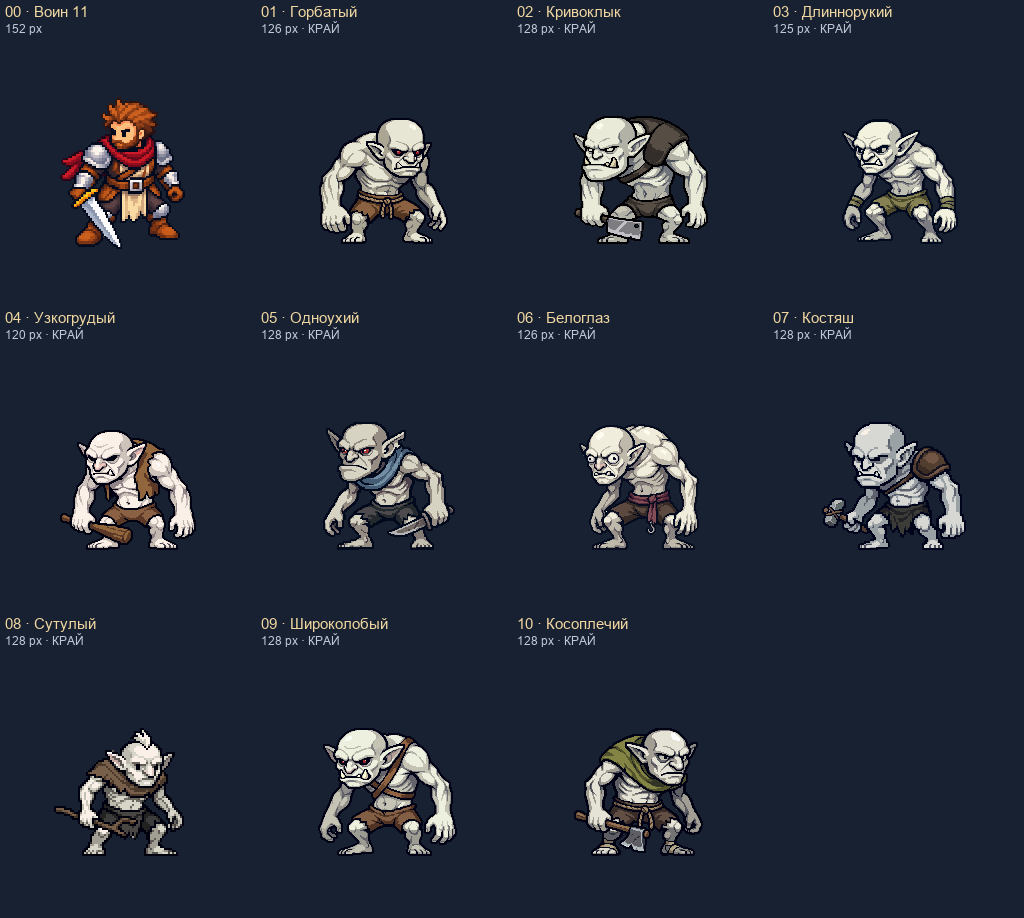 00 · Воин 11
152 px
01 · Горбатый
126 px · КРАЙ
02 · Кривоклык
128 px · КРАЙ
03 · Длиннорукий
125 px · КРАЙ
04 · Узкогрудый
120 px · КРАЙ
05 · Одноухий
128 px · КРАЙ
06 · Белоглаз
126 px · КРАЙ
07 · Костяш
128 px · КРАЙ
08 · Сутулый
128 px · КРАЙ
09 · Широколобый
128 px · КРАЙ
10 · Косоплечий
128 px · КРАЙ